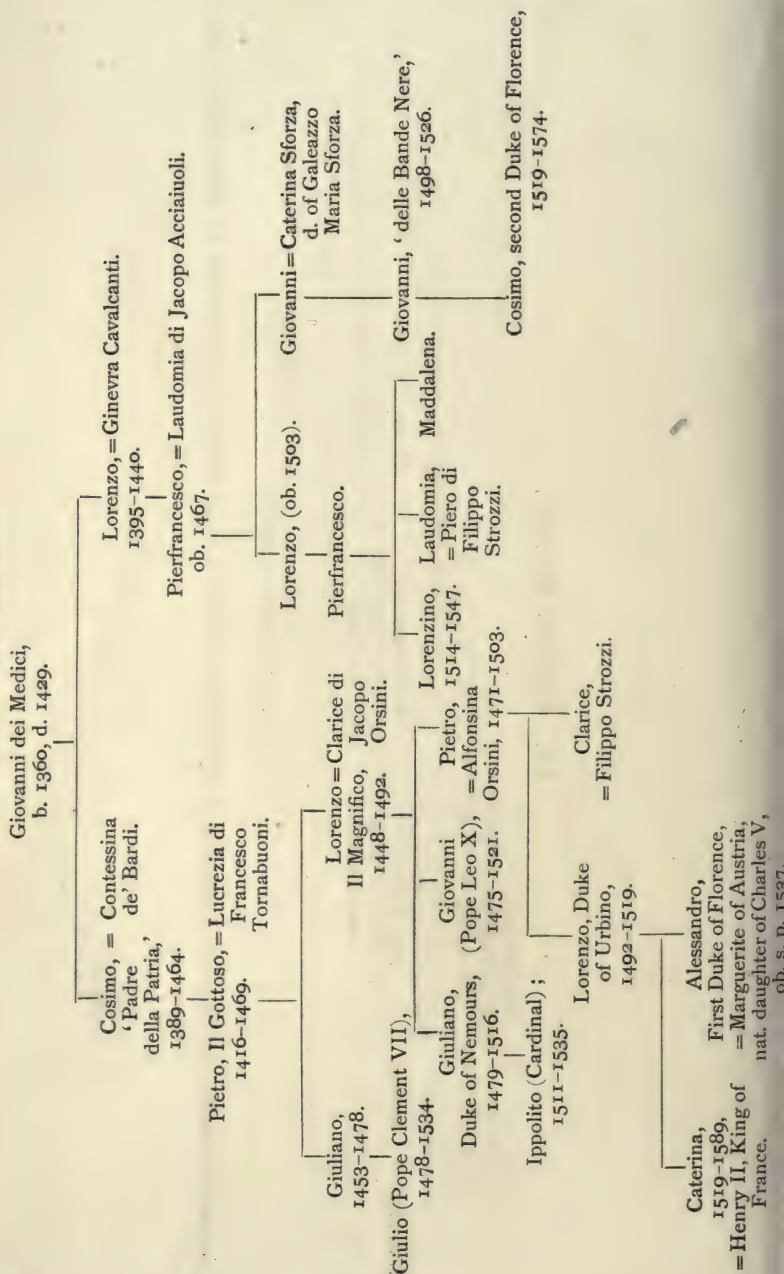 Giovanni dei Medici,
b. 1360, d. 1429.
Cosimo, = Contessina
‘Padre de’ Bardi.
della Patria,’
1389–1464.
Lorenzo, = Ginevra Cavalcanti.
1395–1440.
Pietro, Il Gottoso, = Lucrezia di
1416–1469. Francesco
Tornabuoni.
Pierfrancesco, = Laudomia di Jacopo Acciaiuoli.
ob. 1467.
Giuliano,
1453–1478.
Lorenzo = Clarice di
Il Magnifico, Jacopo
1448–1492. Orsini.
Lorenzo, (ob. 1503).
Giovanni = Caterina Sforza,
d. of Galeazzo
Maria Sforza.
Giulio (Pope Clement VII),
1478–1534.
Pierfrancesco.
Giovanni, ‘delle Bande Nere,’
1498–1526.
Giuliano,
Duke of Nemours,
1479–1516.
Giovanni
(Pope Leo X),
1475–1521.
Pietro,
= Alfonsina
Orsini, 1471–1503.
Lorenzino,
1514–1547.
Laudomia,
= Piero di
Filippo
Strozzi.
Maddalena.
Cosimo, second Duke of Florence,
1519–1574.
Ippolito (Cardinal) ;
1511–1535.
Lorenzo, Duke
of Urbino,
1492–1519.
Clarice,
= Filippo Strozzi.
Caterina,
1519–1589,
= Henry II, King of
France.
Alessandro,
First Duke of Florence,
= Marguerite of Austria,
nat. daughter of Charles V,
ob. s. p. 1537.